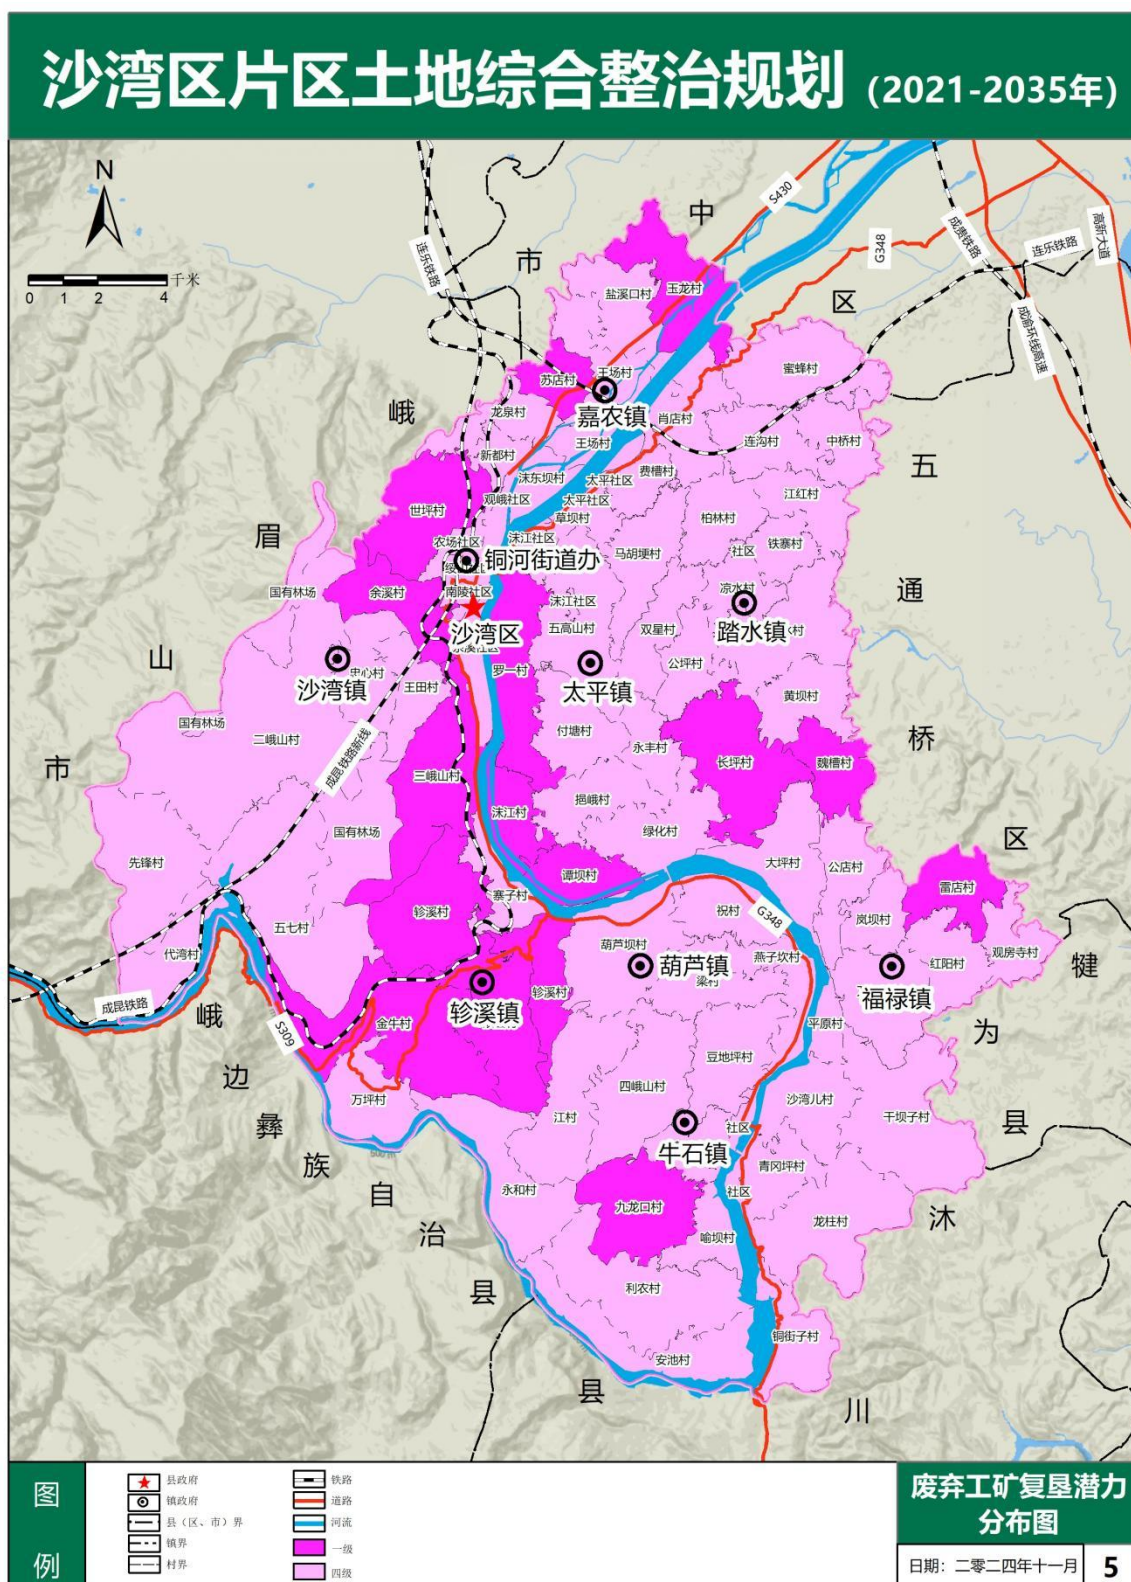 沙湾区片区土地综合整治规划 (2021-2035年)
N
千米
0 1 2 4
中
市
区
峨
眉
山
市
五
通
桥
区
犍
为
县
沐
川
县
峨
边
彝
族
自
治
县
S430
G348
连乐铁路
成贵铁路
连乐铁路
高新大道
成渝环线高速
盐溪口村
玉龙村
苏店村
王场村
嘉农镇
蜜蜂村
龙泉村
肖店村
王场村
连沟村
中桥村
新都村
沫东坝村
太平社区
费槽村
观峨社区
太平社区
江红村
世坪村
草坝村
柏林村
农场社区
沫江社区
马胡埂村
社区
铁寨村
铜河街道办
国有林场
余溪村
南陵社区
沫江社区
凉水村
沙湾区
五高山村
双星村
踏水镇
忠心村
罗一村
公坪村
沙湾镇
王田村
太平镇
黄坝村
国有林场
二峨山村
付塘村
永丰村
成昆铁路新线
三峨山村
长坪村
魏槽村
沫江村
挹峨村
国有林场
绿化村
先锋村
谭坝村
大坪村
公店村
寨子村
雷店村
轸溪村
祝村
G348
岚坝村
五七村
葫芦坝村
燕子坎村
观房寺村
代湾村
葫芦镇
红阳村
梁村
轸溪村
福禄镇
成昆铁路
轸溪镇
S309
金牛村
平原村
豆地坪村
四峨山村
沙湾儿村
万坪村
江村
干坝子村
牛石镇
社区
青冈坪村
永和村
社区
九龙口村
龙柱村
喻坝村
利农村
铜街子村
安池村
图
例
县政府
镇政府
县（区、市）界
镇界
村界
铁路
道路
河流
一级
四级
废弃工矿复垦潜力
分布图
日期：二零二四年十一月
5